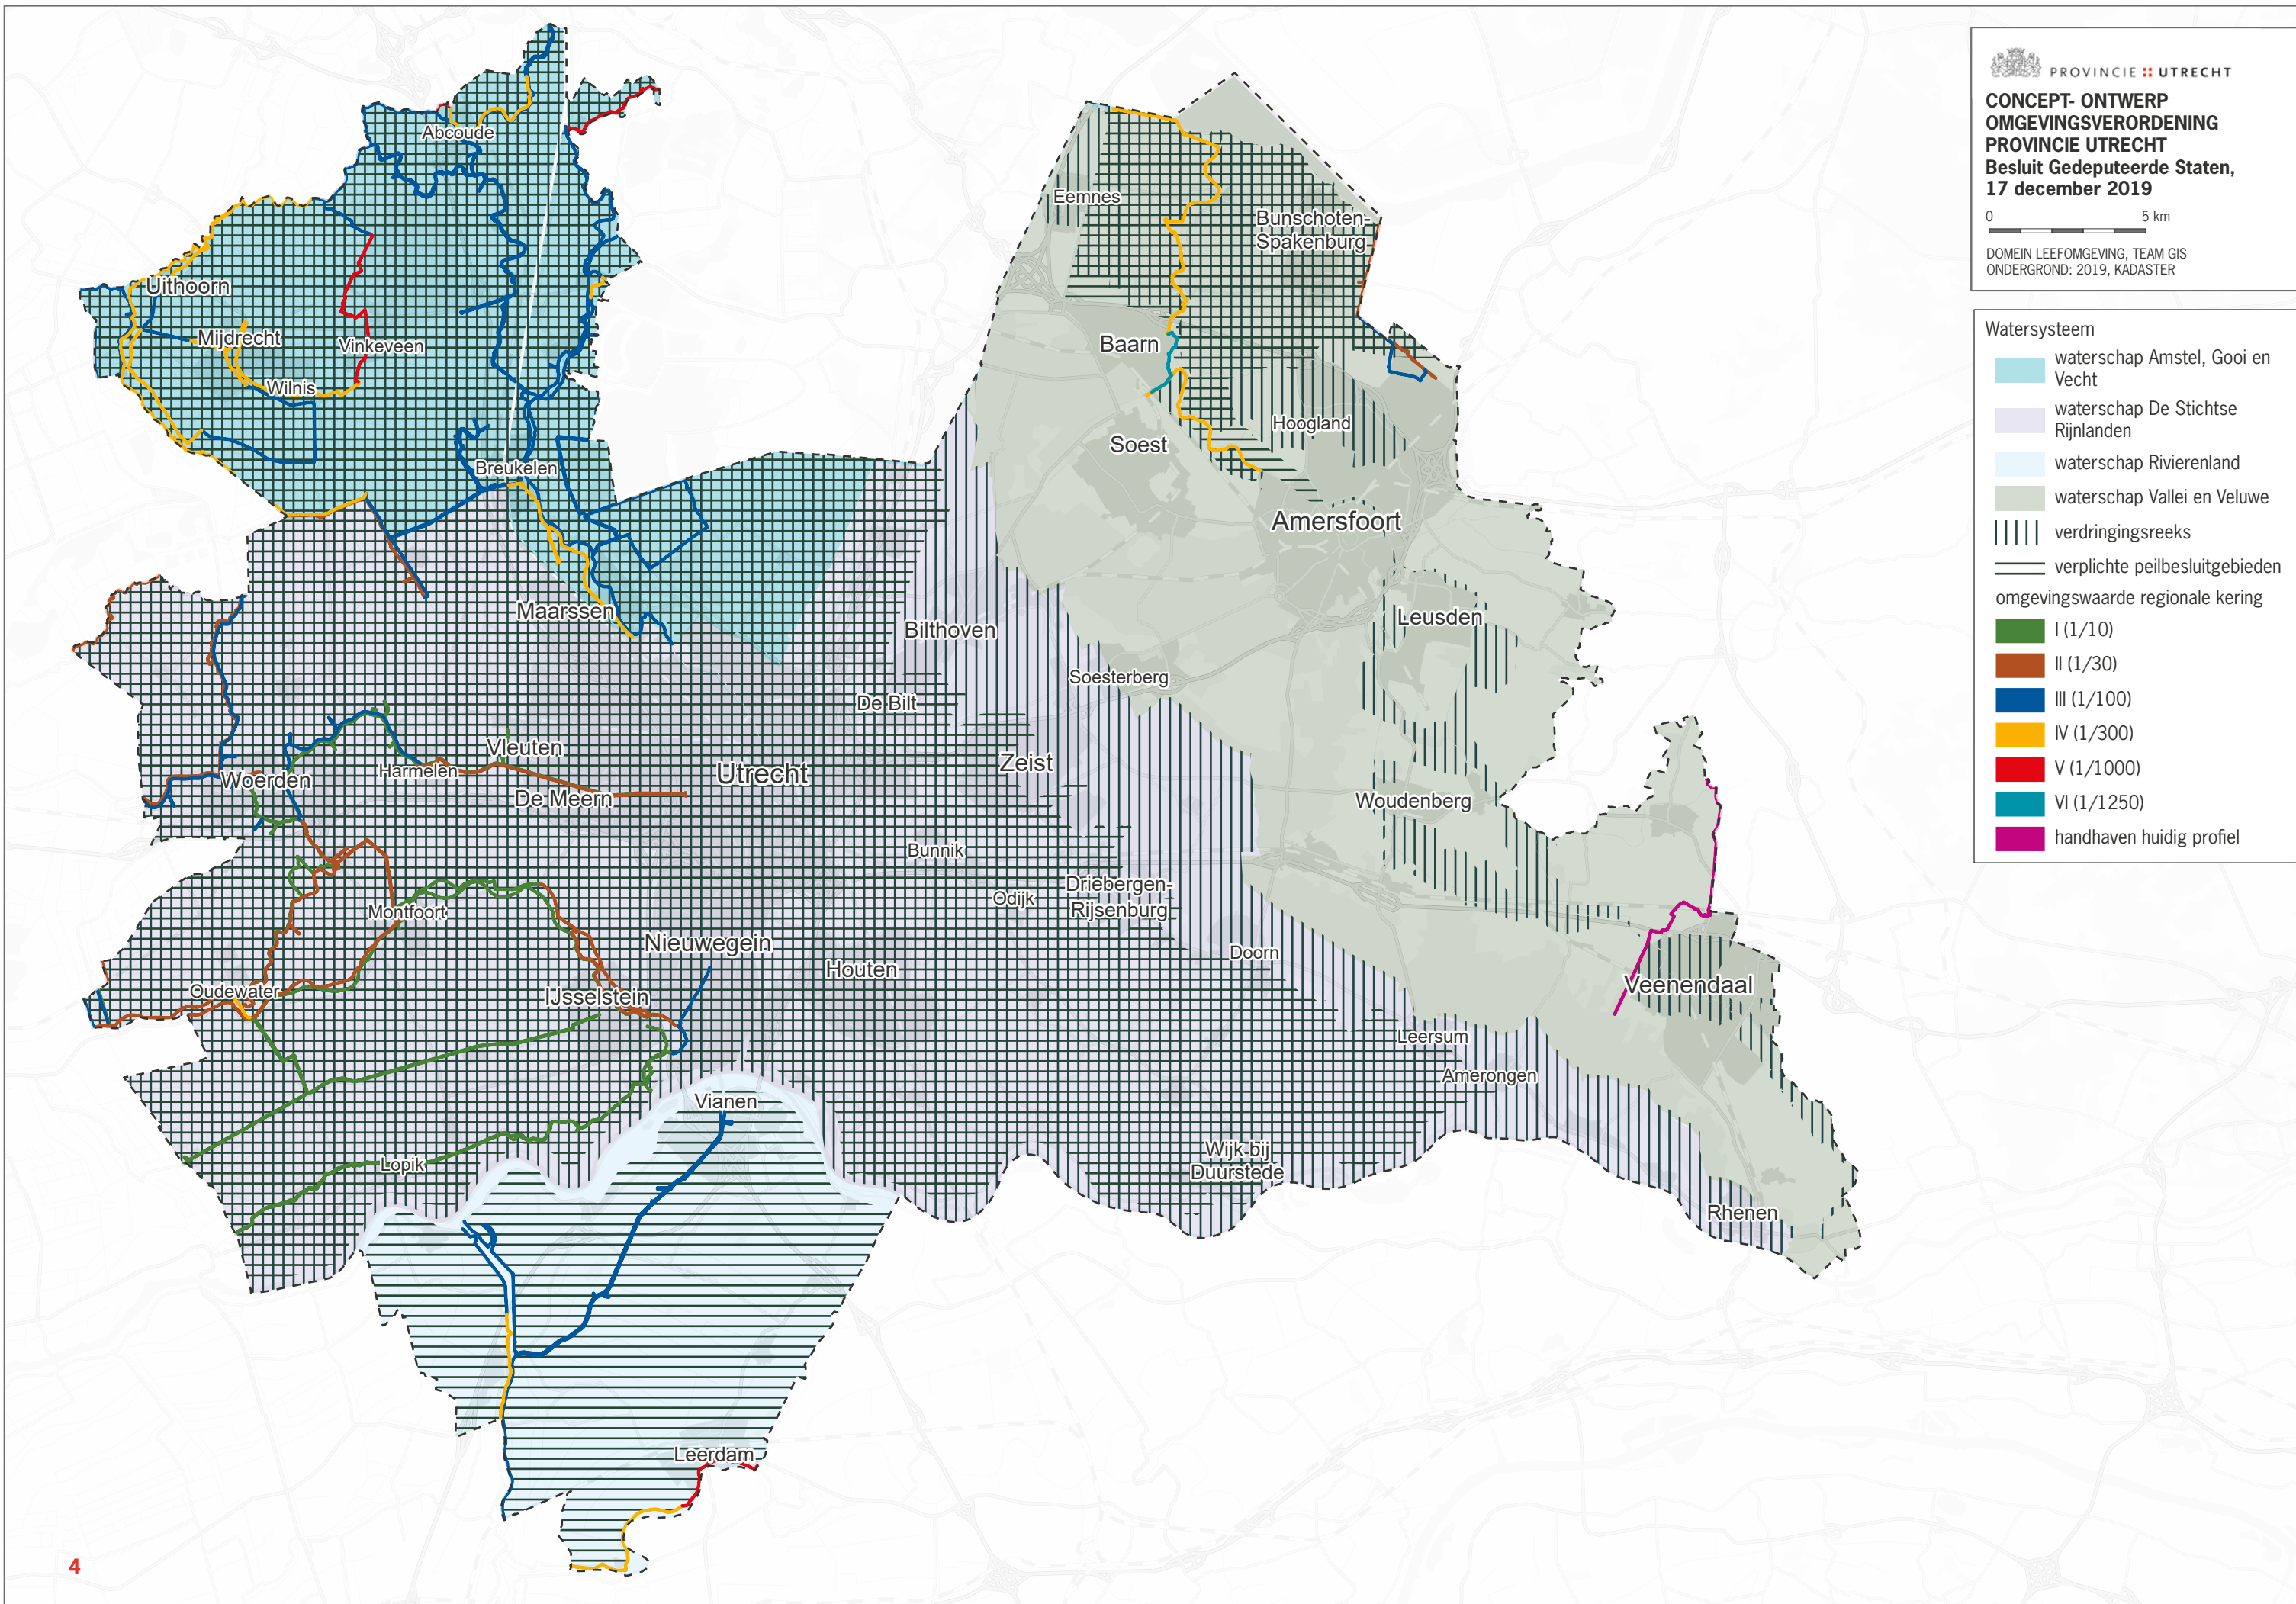 PROVINCIE UTRECHT
CONCEPT- ONTWERP
OMGEVINGSVERORDENING
PROVINCIE UTRECHT
Besluit Gedeputeerde Staten,
17 december 2019
0 5 km
DOMEIN LEEFOMGEVING, TEAM GIS
ONDERGROND: 2019, KADASTER
Watersysteem
waterschap Amstel, Gooi en
Vecht
waterschap De Stichtse
Rijnlanden
waterschap Rivierenland
waterschap Vallei en Veluwe
verdringingsreeks
verplichte peilbesluitgebieden
omgevingswaarde regionale kering
I (1/10)
II (1/30)
III (1/100)
IV (1/300)
V (1/1000)
VI (1/1250)
handhaven huidig profiel
Abcoude
Eemnes
Bunschoten-
Spakenburg
Uithoorn
Mijdrecht
Vinkeveen
Baarn
Wilnis
Hoogland
Soest
Breukelen
Amersfoort
Maarssen
Leusden
Bilthoven
Soesterberg
De Bilt
Vleuten
Zeist
Harmelen
Utrecht
Woerden
De Meern
Woudenberg
Bunnik
Driebergen-
Rijsenburg
Odijk
Montfoort
Nieuwegein
Doorn
Houten
Veenendaal
Oudewater
IJsselstein
Leersum
Amerongen
Vianen
Wijk bij
Duurstede
Lopik
Rhenen
Leerdam
4